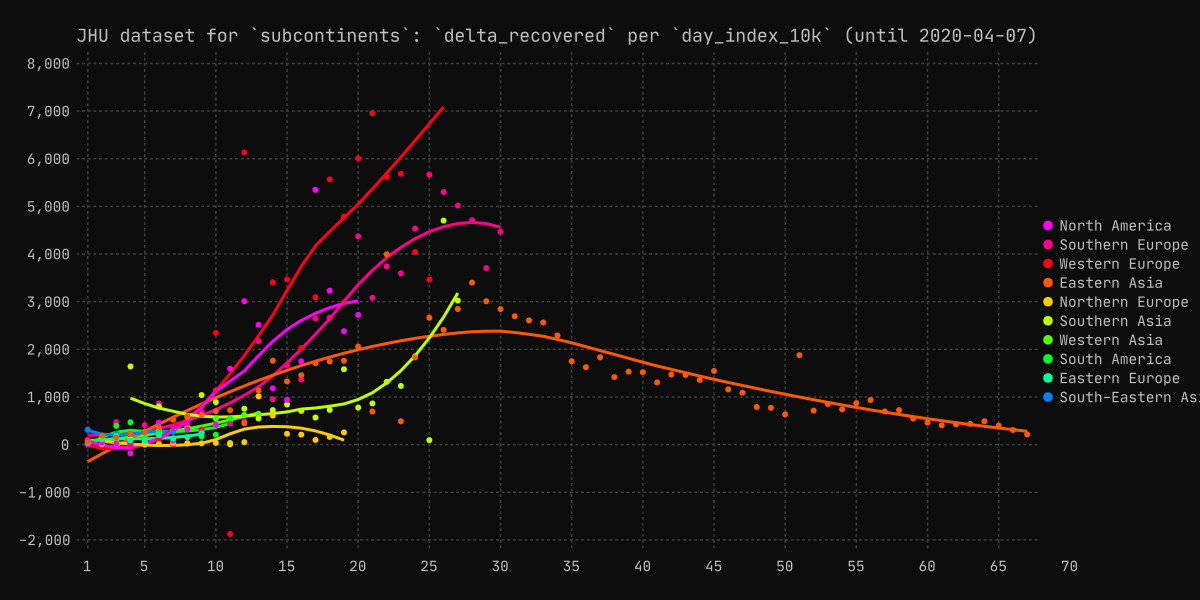 JHU dataset for `subcontinents`: `delta_recovered` per `day_index_10k` (until 2020-04-07)
8,000
7,000
6,000
5,000
4,000
3,000
2,000
1,000
0
-1,000
-2,000
1 5 10 15 20 25 30 35 40 45 50 55 60 65 70
North America
Southern Europe
Western Europe
Eastern Asia
Northern Europe
Southern Asia
Western Asia
South America
Eastern Europe
South-Eastern As